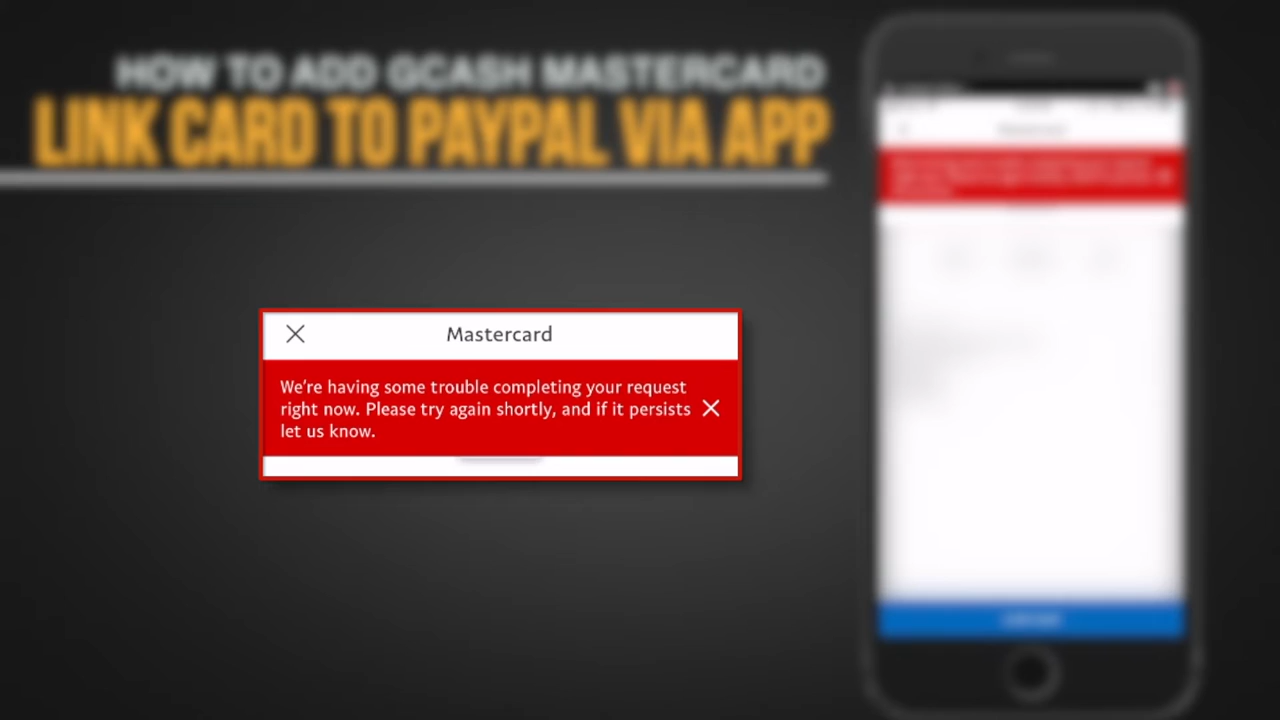 HOW TO ADD GCASH MASTERCARD
LINK CARD TO PAYPAL VIA APP
Mastercard
We're having some trouble completing your request
right now. Please try again shortly, and if it persists
let us know.